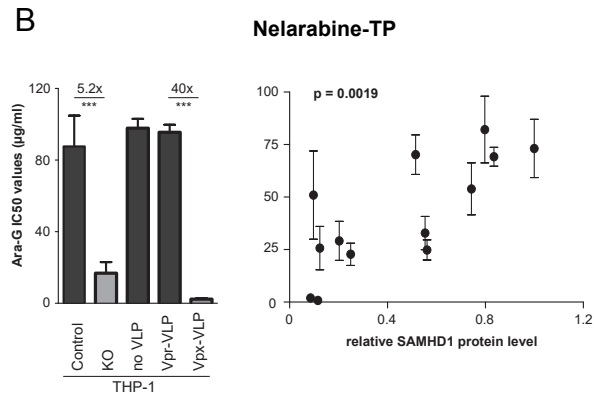 B
Nelarabine-TP
Ara-G IC50 values (µg/ml)
120
80
40
0
5.2x
***
40x
***
Control
KO
no VLP
Vpr-VLP
Vpx-VLP
THP-1
p = 0.0019
100
75
50
25
0
0
0.4
0.8
1.2
relative SAMHD1 protein level